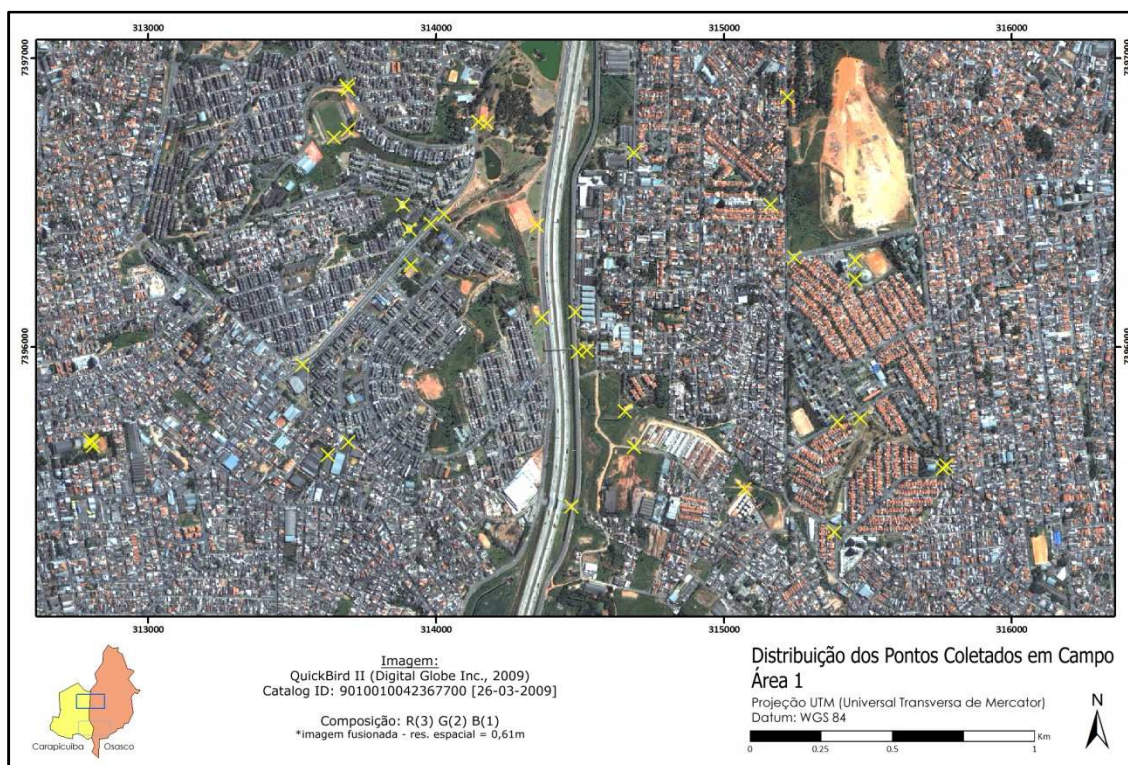 313000 314000 315000 316000
7397000 7397000
7396000 7396000
313000 314000 315000 316000
Imagem:
QuickBird II (Digital Globe Inc., 2009)
Catalog ID: 9010010042367700 [26-03-2009]
Composição: R(3) G(2) B(1)
*imagem fusionada - res. espacial = 0,61m
Carapicuiba Osasco
Distribuição dos Pontos Coletados em Campo
Área 1
Projeção UTM (Universal Transversa de Mercator)
Datum: WGS 84
Km
0 0.25 0.5 1
N